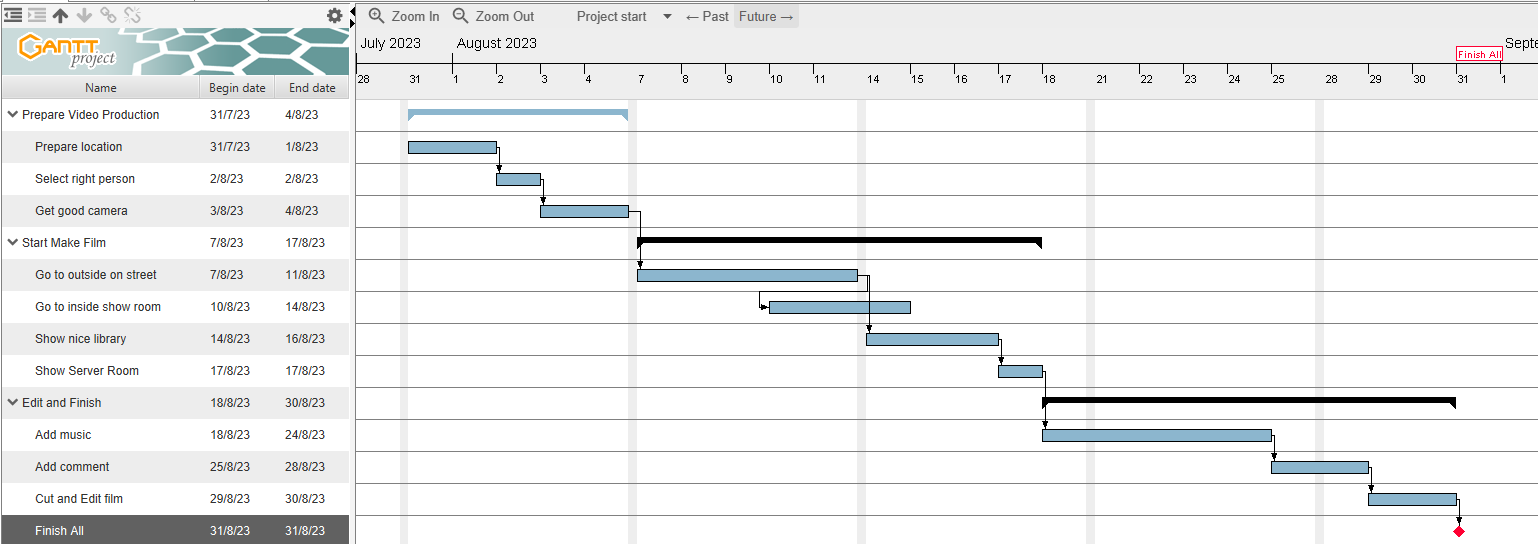 Zoom In Zoom Out Project start ← Past Future →
GANTT project
July 2023 August 2023 Septe
Finish All
28 31 1 2 3 4 7 8 9 10 11 14 15 16 17 18 21 22 23 24 25 28 29 30 31 1
Name Begin date End date
Prepare Video Production 31/7/23 4/8/23
Prepare location 31/7/23 1/8/23
Select right person 2/8/23 2/8/23
Get good camera 3/8/23 4/8/23
Start Make Film 7/8/23 17/8/23
Go to outside on street 7/8/23 11/8/23
Go to inside show room 10/8/23 14/8/23
Show nice library 14/8/23 16/8/23
Show Server Room 17/8/23 17/8/23
Edit and Finish 18/8/23 30/8/23
Add music 18/8/23 24/8/23
Add comment 25/8/23 28/8/23
Cut and Edit film 29/8/23 30/8/23
Finish All 31/8/23 31/8/23